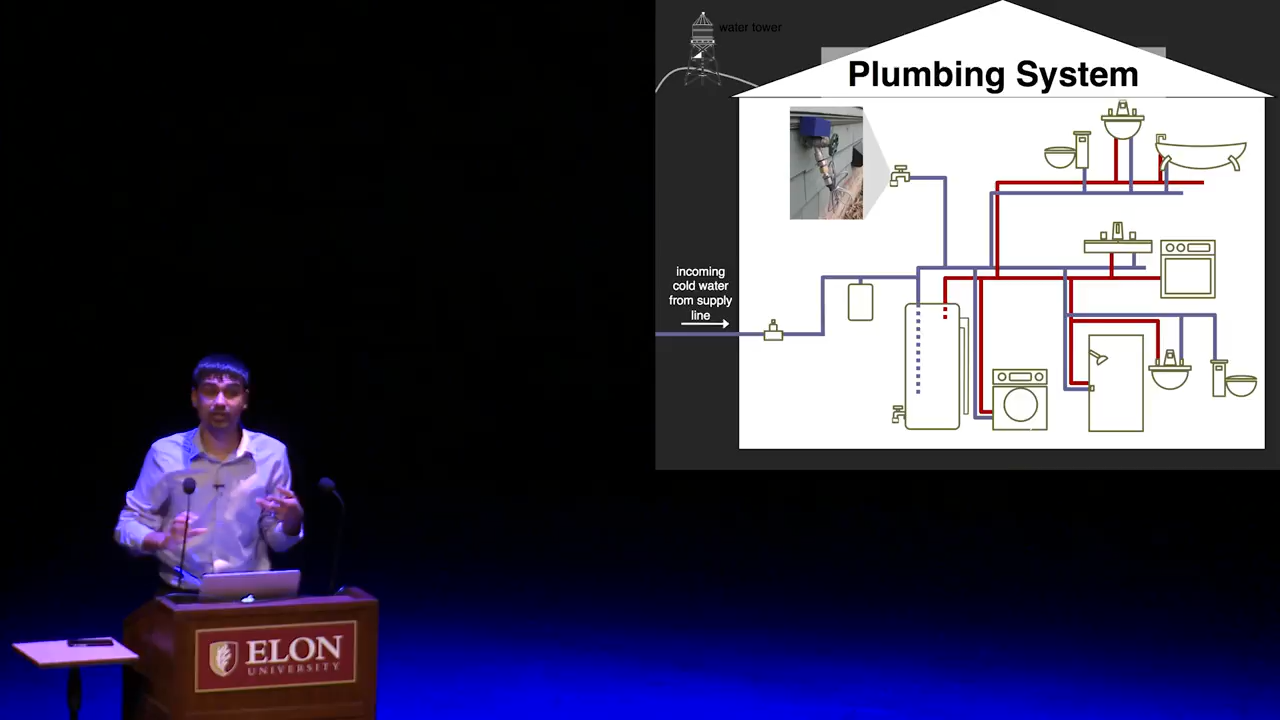 water tower
Plumbing System
incoming
cold water
from supply
line
ELON
UNIVERSITY